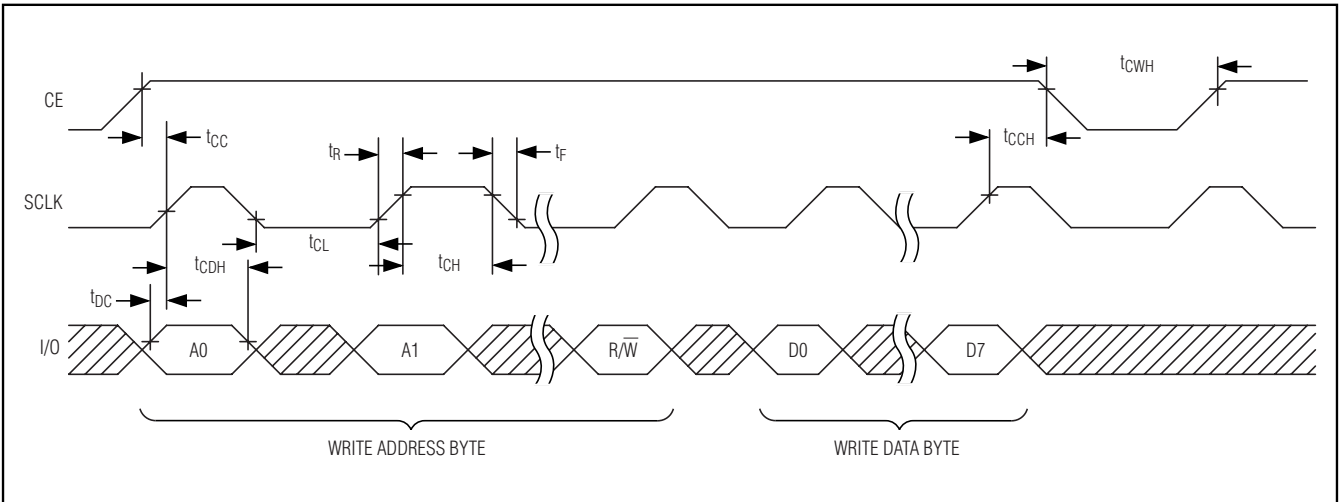 CE
tCWH
tCC
tR
tF
tCCH
SCLK
tCL
tCDH
tCH
tDC
I/O
A0
A1
R/W̅
D0
D7
WRITE ADDRESS BYTE
WRITE DATA BYTE